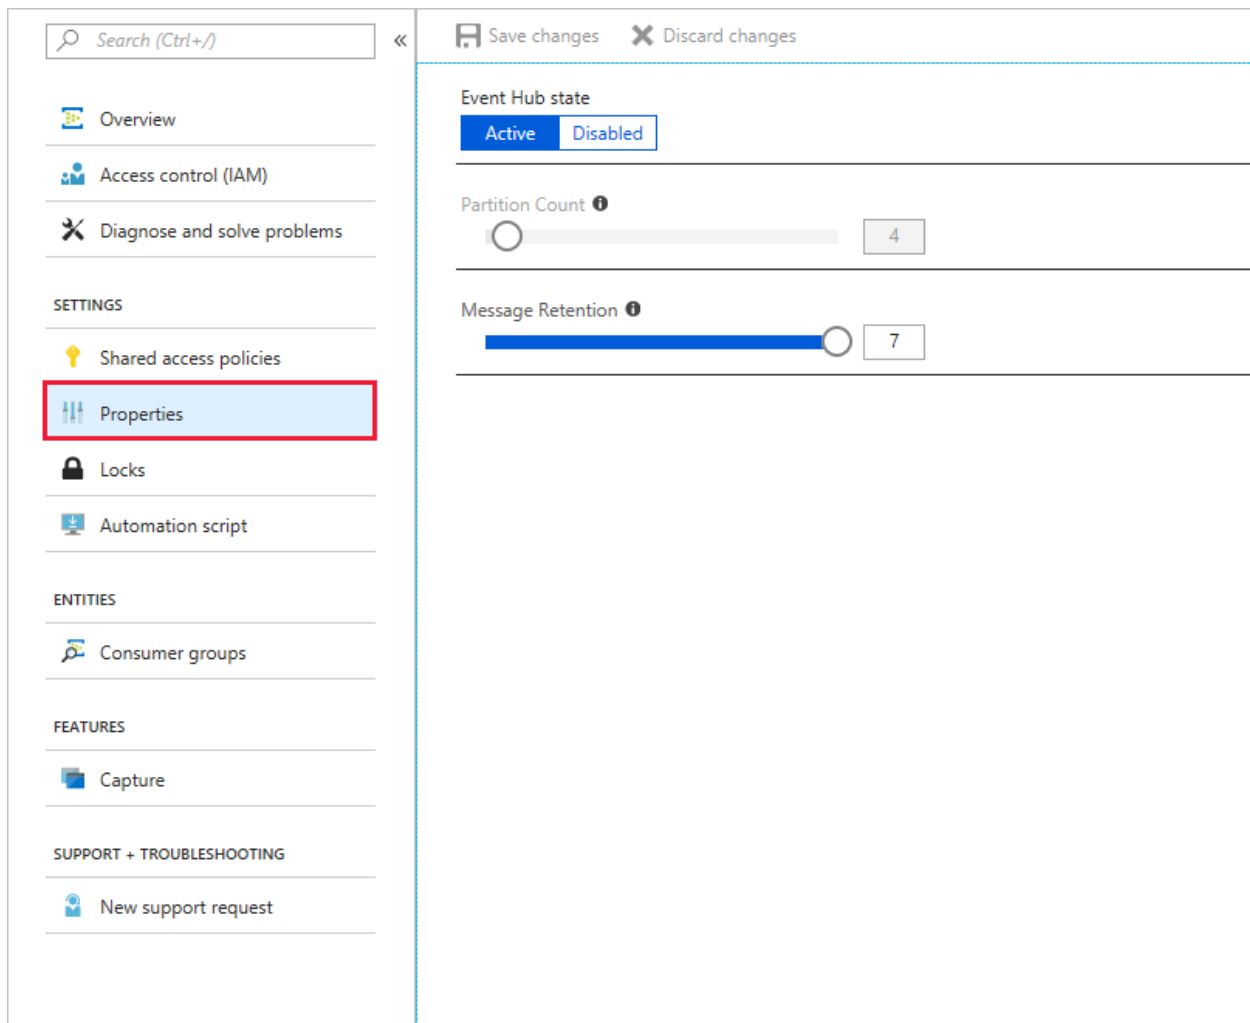 Search (Ctrl+/)
«
Overview
Access control (IAM)
Diagnose and solve problems
SETTINGS
Shared access policies
Properties
Locks
Automation script
ENTITIES
Consumer groups
FEATURES
Capture
SUPPORT + TROUBLESHOOTING
New support request
Save changes Discard changes
Event Hub state
Active Disabled
Partition Count
4
Message Retention
7